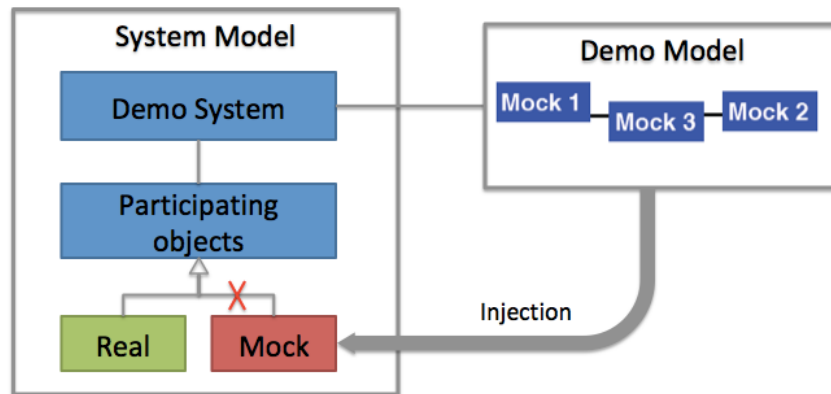 System Model
Demo System
Participating
objects
Real
Mock
Demo Model
Mock 1
Mock 3
Mock 2
Injection